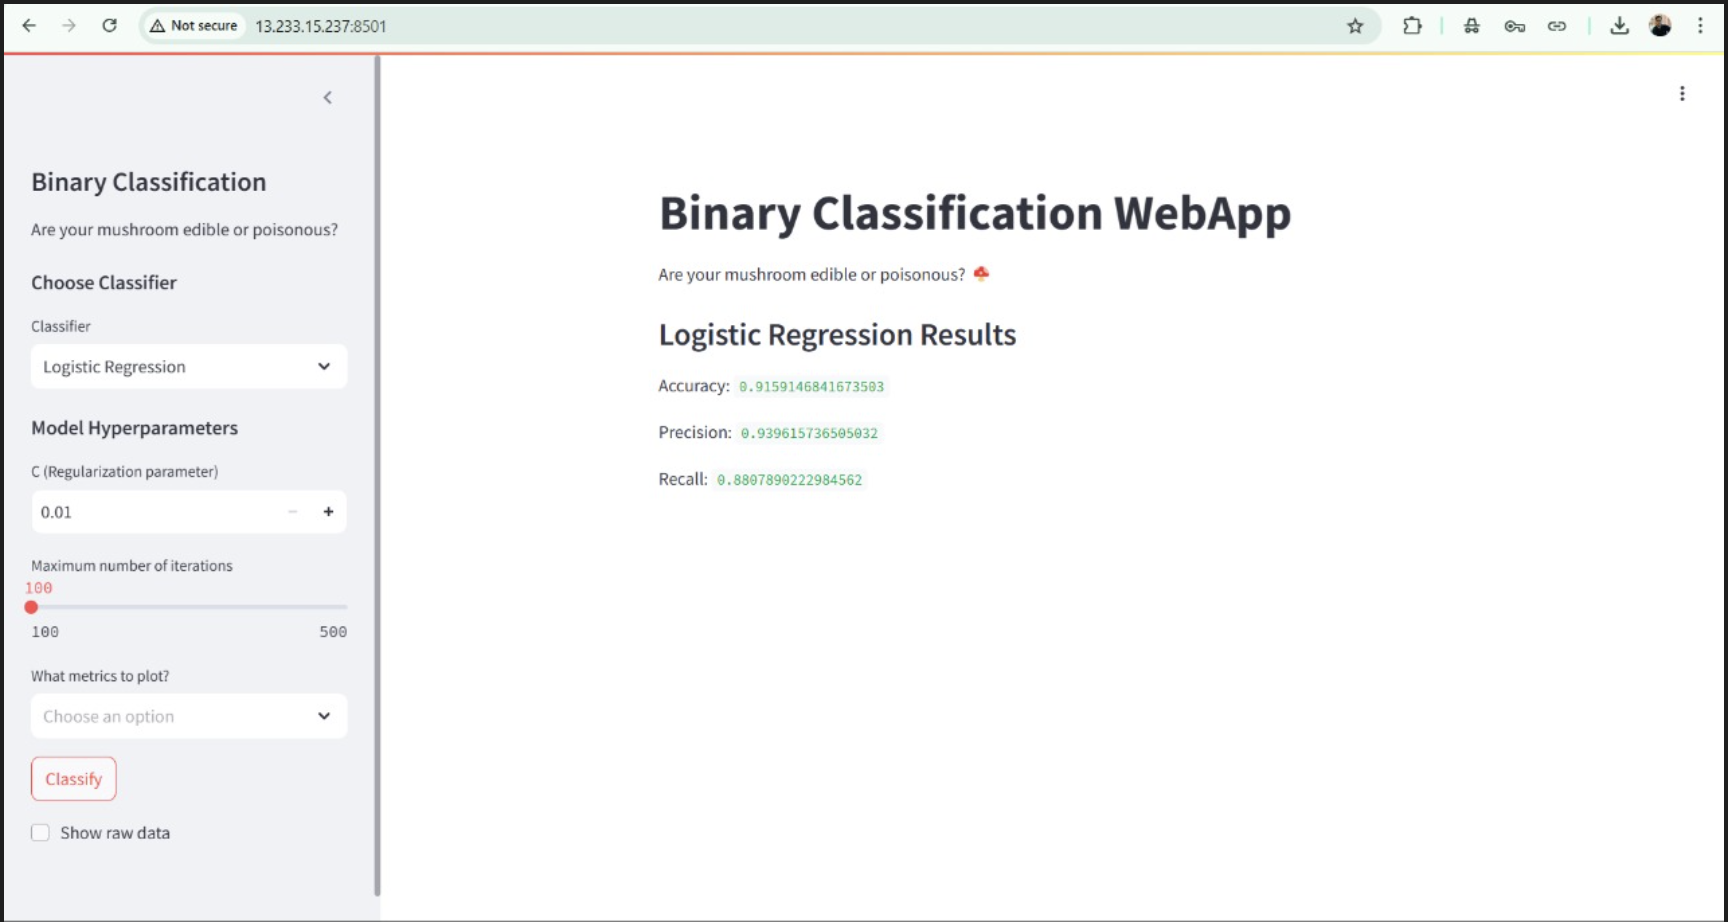 Not secure
13.233.15.237:8501
Binary Classification
Are your mushroom edible or poisonous?
Choose Classifier
Classifier
Logistic Regression
Model Hyperparameters
C (Regularization parameter)
0.01
Maximum number of iterations
100
100 500
What metrics to plot?
Choose an option
Classify
Show raw data
Binary Classification WebApp
Are your mushroom edible or poisonous?
Logistic Regression Results
Accuracy: 0.9159146841673503
Precision: 0.939615736505032
Recall: 0.8807890222984562